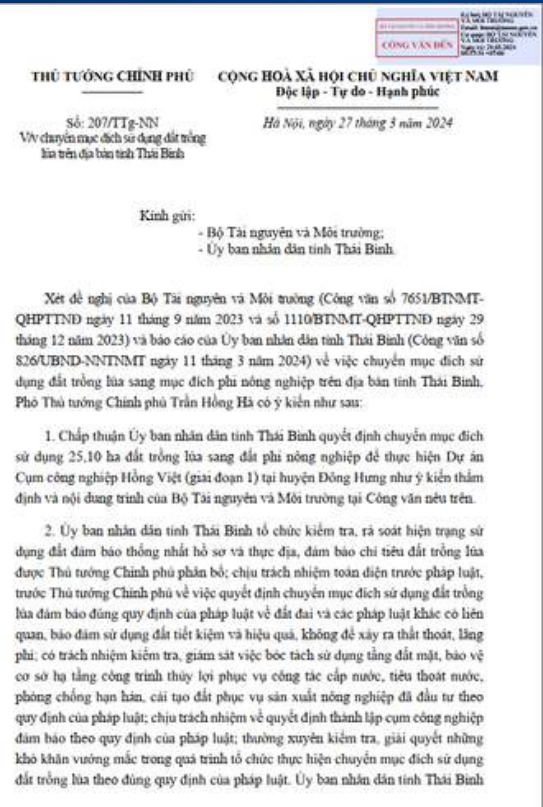 CÔNG VĂN ĐẾN
THỦ TƯỚNG CHÍNH PHỦ
CỘNG HOÀ XÃ HỘI CHỦ NGHĨA VIỆT NAM
Độc lập - Tự do - Hạnh phúc
Số: 207/TTg-NN
Hà Nội, ngày 27 tháng 3 năm 2024
V/v chuyển mục đích sử dụng đất trồng
lúa trên địa bàn tỉnh Thái Bình
Kính gửi:
- Bộ Tài nguyên và Môi trường;
- Ủy ban nhân dân tỉnh Thái Bình.
Xét đề nghị của Bộ Tài nguyên và Môi trường (Công văn số 7651/BTNMT-
QHPTTNĐ ngày 11 tháng 9 năm 2023 và số 1110/BTNMT-QHPTTNĐ ngày 29
tháng 12 năm 2023) và báo cáo của Ủy ban nhân dân tỉnh Thái Bình (Công văn số
826/UBND-NNTNMT ngày 11 tháng 3 năm 2024) về việc chuyển mục đích sử
dụng đất trồng lúa sang mục đích phi nông nghiệp trên địa bàn tỉnh Thái Bình,
Phó Thủ tướng Chính phủ Trần Hồng Hà có ý kiến như sau:
1. Chấp thuận Ủy ban nhân dân tỉnh Thái Bình quyết định chuyển mục đích
sử dụng 25,10 ha đất trồng lúa sang đất phi nông nghiệp để thực hiện Dự án
Cụm công nghiệp Hồng Việt (giai đoạn 1) tại huyện Đông Hưng như ý kiến thẩm
định và nội dung trình của Bộ Tài nguyên và Môi trường tại Công văn nêu trên.
2. Ủy ban nhân dân tỉnh Thái Bình tổ chức kiểm tra, rà soát hiện trạng sử
dụng đất đảm bảo thống nhất hồ sơ và thực địa, đảm bảo chỉ tiêu đất trồng lúa
được Thủ tướng Chính phủ phân bổ; chịu trách nhiệm toàn diện trước pháp luật,
trước Thủ tướng Chính phủ về việc quyết định chuyển mục đích sử dụng đất trồng
lúa đảm bảo đúng quy định của pháp luật về đất đai và các pháp luật khác có liên
quan, bảo đảm sử dụng đất tiết kiệm và hiệu quả, không để xảy ra thất thoát, lãng
phí; có trách nhiệm kiểm tra, giám sát việc bóc tách sử dụng tầng đất mặt, bảo vệ
cơ sở hạ tầng công trình thủy lợi phục vụ công tác cấp nước, tiêu thoát nước,
phòng chống hạn hán, cải tạo đất phục vụ sản xuất nông nghiệp đã đầu tư theo
quy định của pháp luật; chịu trách nhiệm về quyết định thành lập cụm công nghiệp
đảm bảo theo quy định của pháp luật; thường xuyên kiểm tra, giải quyết những
khó khăn vướng mắc trong quá trình tổ chức thực hiện chuyển mục đích sử dụng
đất trồng lúa theo đúng quy định của pháp luật. Ủy ban nhân dân tỉnh Thái Bình